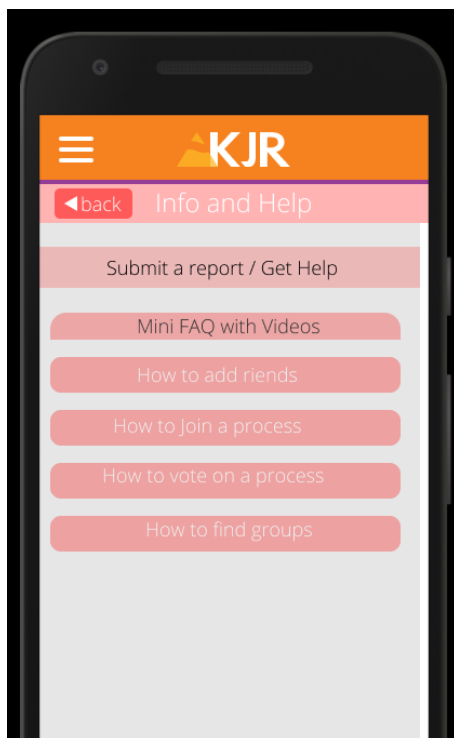 KJR
back Info and Help
Submit a report / Get Help
Mini FAQ with Videos
How to add riends
How to Join a process
How to vote on a process
How to find groups